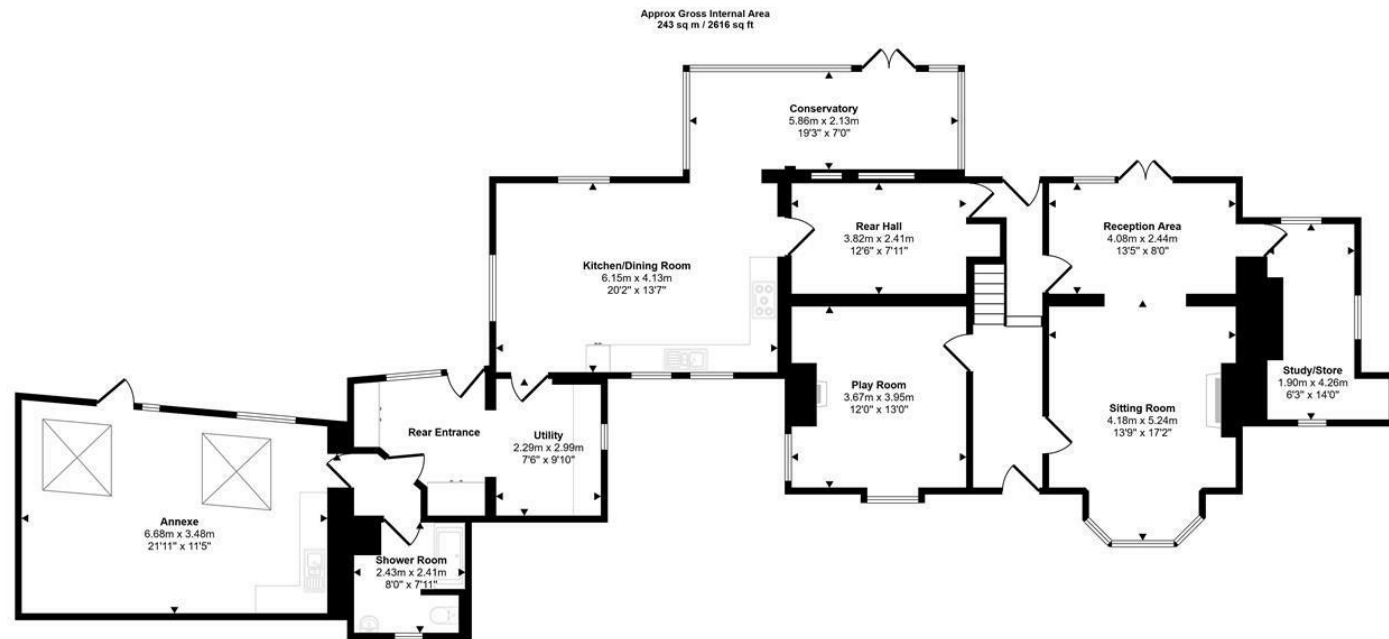 Approx Gross Internal Area
243 sq m / 2616 sq ft
Conservatory
5.86m x 2.13m
19'3" x 7'0"
Rear Hall
3.82m x 2.41m
12'6" x 7'11"
Reception Area
4.08m x 2.44m
13'5" x 8'0"
Kitchen/Dining Room
6.15m x 4.13m
20'2" x 13'7"
Play Room
3.67m x 3.95m
12'0" x 13'0"
Sitting Room
4.18m x 5.24m
13'9" x 17'2"
Study/Store
1.90m x 4.26m
6'3" x 14'0"
Rear Entrance
Utility
2.29m x 2.99m
7'6" x 9'10"
Annexe
6.68m x 3.48m
21'11" x 11'5"
Shower Room
2.43m x 2.41m
8'0" x 7'11"